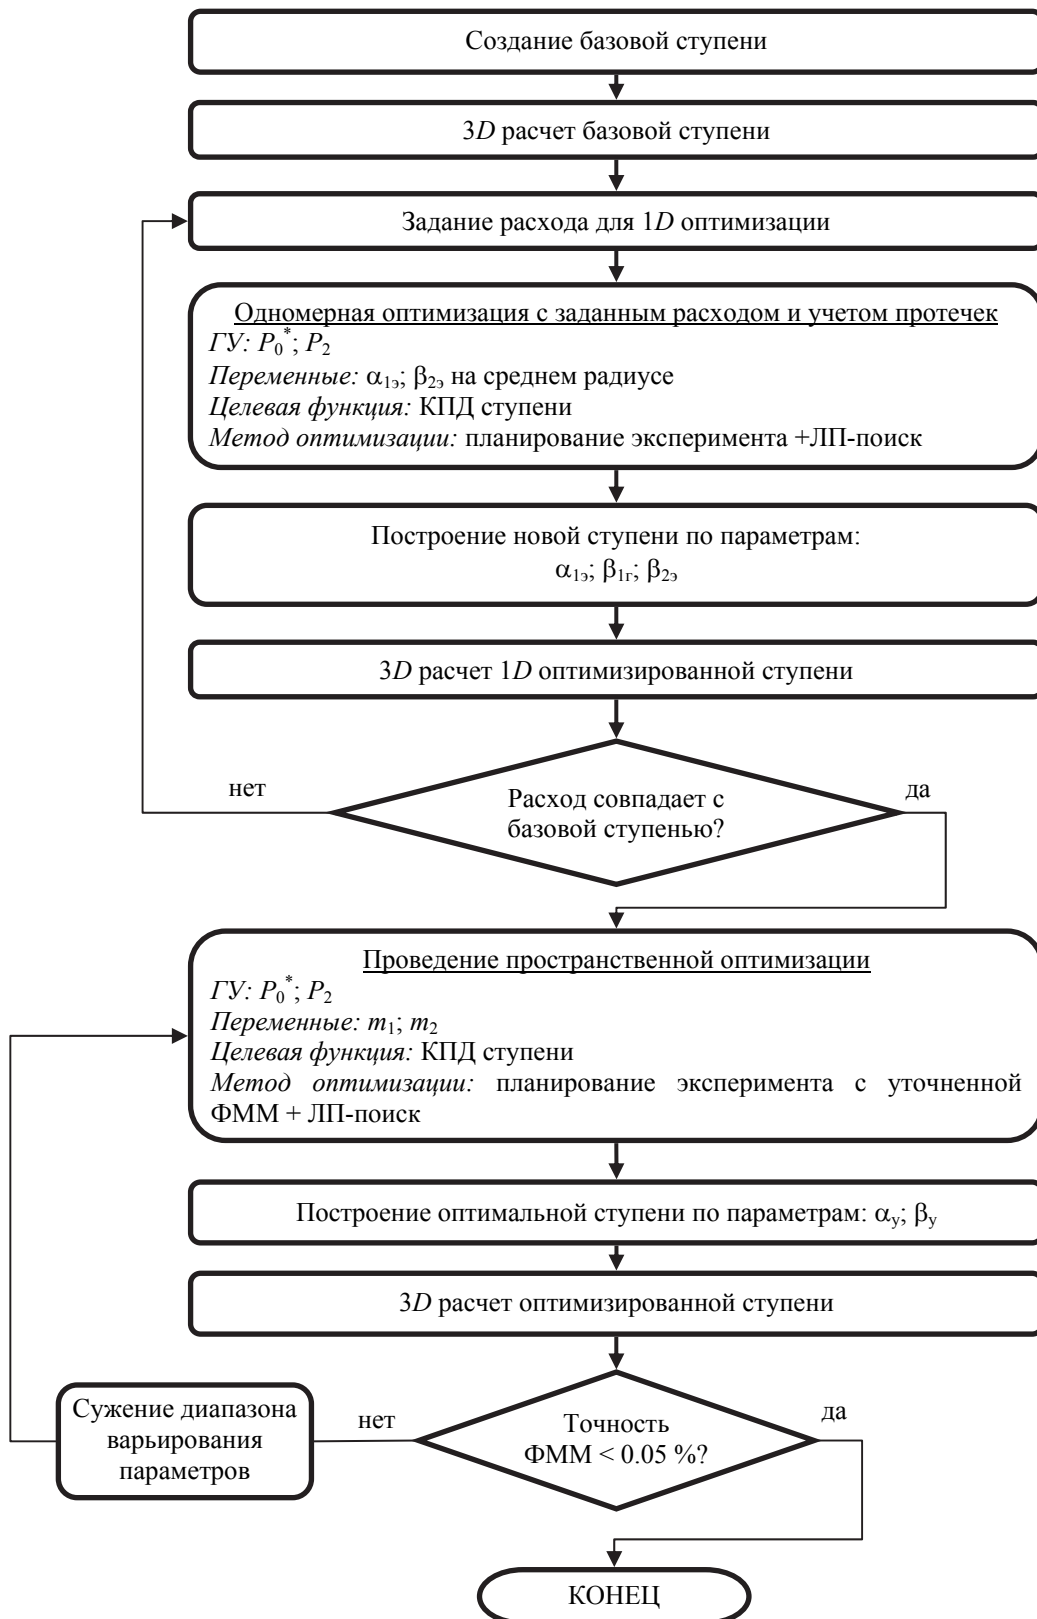 Создание базовой ступени
3D расчет базовой ступени
Задание расхода для 1D оптимизации
Одномерная оптимизация с заданным расходом и учетом протечек
ГУ: P₀*; P₂
Переменные: α₁э; β₂э на среднем радиусе
Целевая функция: КПД ступени
Метод оптимизации: планирование эксперимента +ЛП-поиск
Построение новой ступени по параметрам:
α₁э; β₁г; β₂э
3D расчет 1D оптимизированной ступени
нет
Расход совпадает с
базовой ступенью?
да
Проведение пространственной оптимизации
ГУ: P₀*; P₂
Переменные: m₁; m₂
Целевая функция: КПД ступени
Метод оптимизации: планирование эксперимента с уточненной
ФММ + ЛП-поиск
Построение оптимальной ступени по параметрам: αу; βу
3D расчет оптимизированной ступени
Сужение диапазона
варьирования
параметров
нет
Точность
ФММ < 0.05 %?
да
КОНЕЦ